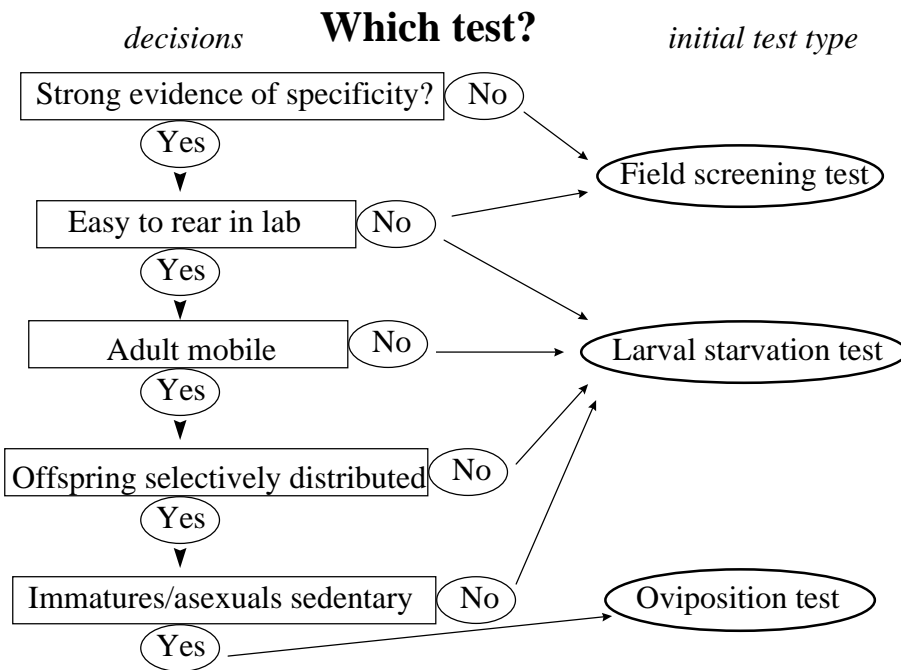 Which test?
decisions
initial test type
Strong evidence of specificity?
No
Yes
Field screening test
Easy to rear in lab
No
Yes
Adult mobile
No
Larval starvation test
Yes
Offspring selectively distributed
No
Yes
Immatures/asexuals sedentary
No
Oviposition test
Yes